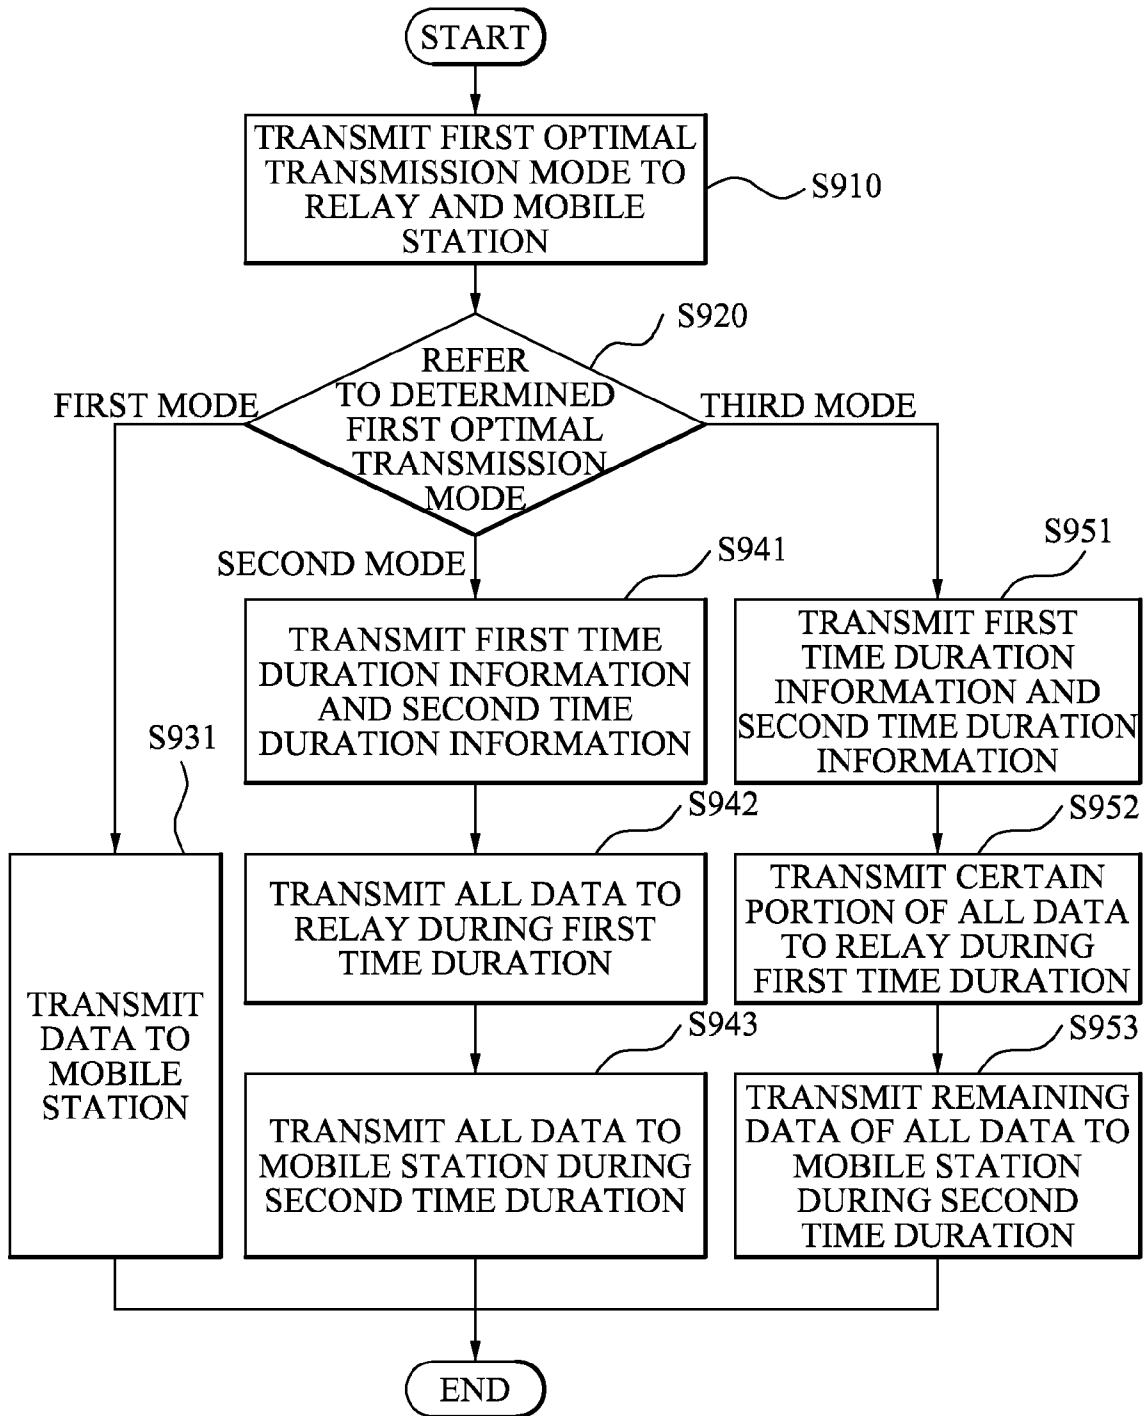 START
TRANSMIT FIRST OPTIMAL
TRANSMISSION MODE TO
RELAY AND MOBILE
STATION
S910
S920
REFER
TO DETERMINED
FIRST OPTIMAL
TRANSMISSION
MODE
FIRST MODE
THIRD MODE
SECOND MODE
S941
S951
TRANSMIT FIRST TIME
DURATION INFORMATION
AND SECOND TIME
DURATION INFORMATION
TRANSMIT FIRST
TIME DURATION
INFORMATION AND
SECOND TIME DURATION
INFORMATION
S931
S942
S952
TRANSMIT DATA TO
MOBILE
STATION
TRANSMIT ALL DATA TO
RELAY DURING FIRST
TIME DURATION
TRANSMIT CERTAIN
PORTION OF ALL DATA
TO RELAY DURING
FIRST TIME DURATION
S943
S953
TRANSMIT ALL DATA TO
MOBILE STATION DURING
SECOND TIME DURATION
TRANSMIT REMAINING
DATA OF ALL DATA TO
MOBILE STATION
DURING SECOND
TIME DURATION
END